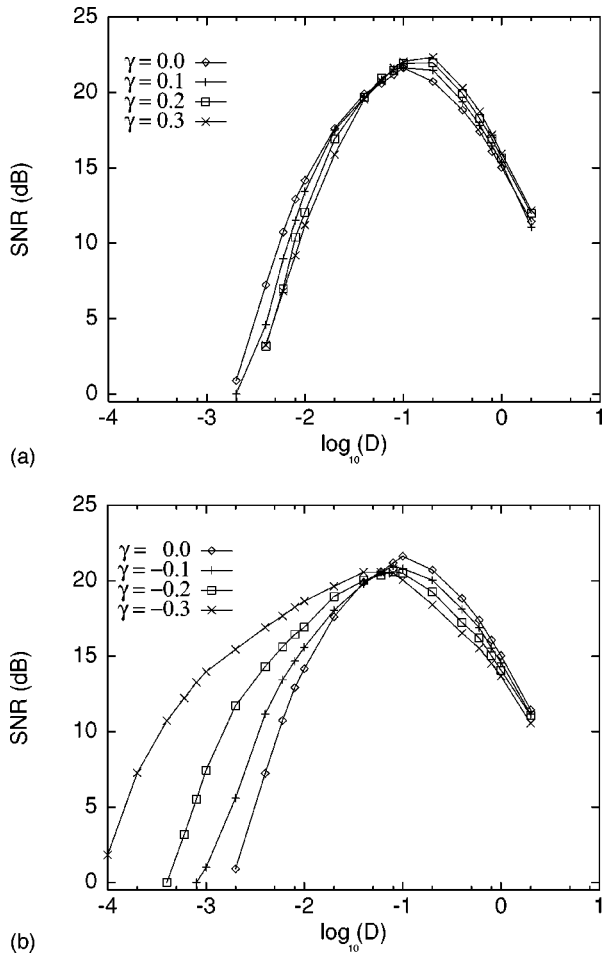 25
20
15
10
5
0
SNR (dB)
γ = 0.0
γ = 0.1
γ = 0.2
γ = 0.3
-4 -3 -2 -1 0 1
log₁₀(D)
(a)
25
20
15
10
5
0
SNR (dB)
γ = 0.0
γ = −0.1
γ = −0.2
γ = −0.3
-4 -3 -2 -1 0 1
log₁₀(D)
(b)